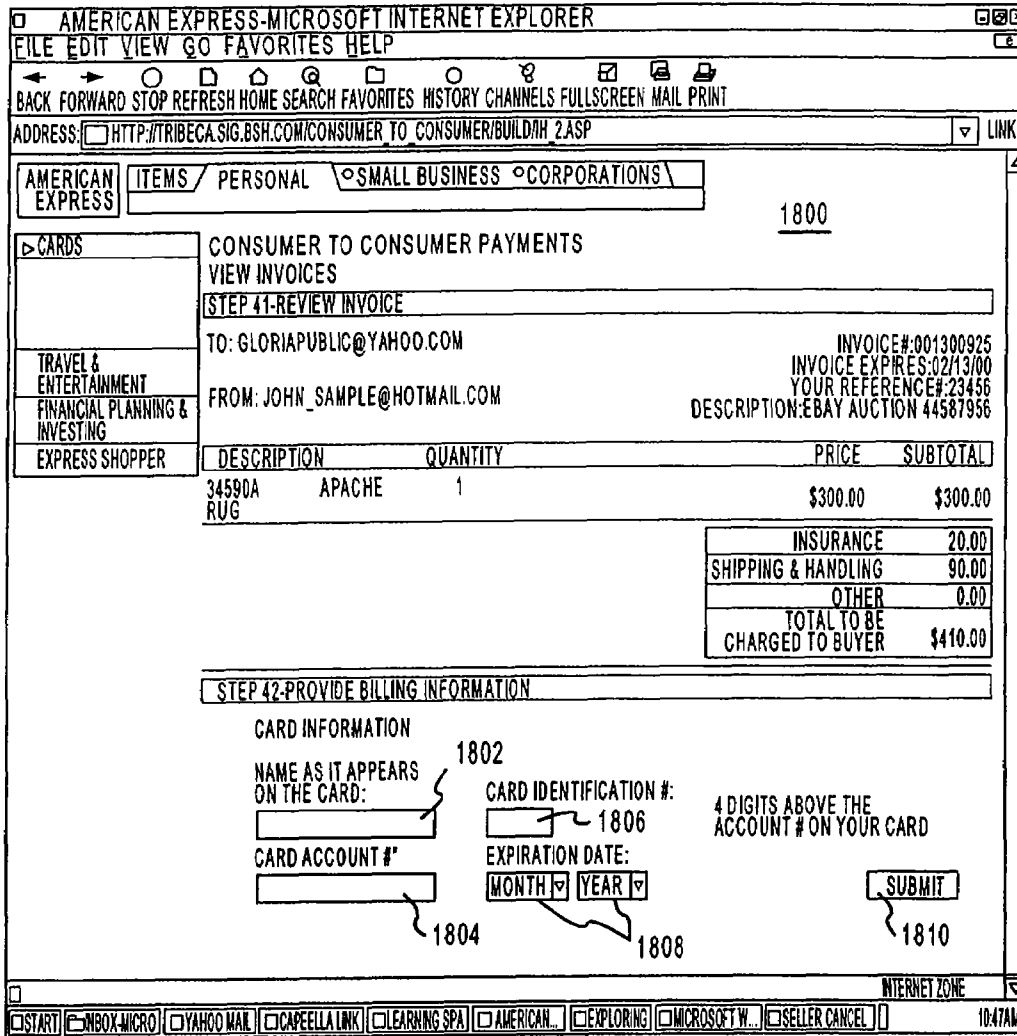 AMERICAN EXPRESS-MICROSOFT INTERNET EXPLORER
FILE EDIT VIEW GO FAVORITES HELP
BACK FORWARD STOP REFRESH HOME SEARCH FAVORITES HISTORY CHANNELS FULLSCREEN MAIL PRINT
ADDRESS: HTTP://TRIBECA.SIG.BSH.COM/CONSUMER_TO_CONSUMER/BUILD/IH_2.ASP LINK
AMERICAN EXPRESS
ITEMS PERSONAL SMALL BUSINESS CORPORATIONS
1800
CARDS
TRAVEL & ENTERTAINMENT
FINANCIAL PLANNING & INVESTING
EXPRESS SHOPPER
CONSUMER TO CONSUMER PAYMENTS
VIEW INVOICES
STEP 41-REVIEW INVOICE
TO: GLORIAPUBLIC@YAHOO.COM
FROM: JOHN_SAMPLE@HOTMAIL.COM
INVOICE#:001300925
INVOICE EXPIRES:02/13/00
YOUR REFERENCE#:23456
DESCRIPTION:EBAY AUCTION 44587956
DESCRIPTION QUANTITY PRICE SUBTOTAL
34590A APACHE 1 $300.00 $300.00
RUG
INSURANCE 20.00
SHIPPING & HANDLING 90.00
OTHER 0.00
TOTAL TO BE
CHARGED TO BUYER $410.00
STEP 42-PROVIDE BILLING INFORMATION
CARD INFORMATION
NAME AS IT APPEARS
ON THE CARD:
1802
CARD IDENTIFICATION #:
1806
4 DIGITS ABOVE THE
ACCOUNT # ON YOUR CARD
CARD ACCOUNT #"
1804
EXPIRATION DATE:
MONTH YEAR
1808
SUBMIT
1810
INTERNET ZONE
START INBOX-MICRO YAHOO MAIL CAPEELLA LINK LEARNING SPA AMERICAN... EXPLORING MICROSOFT W... SELLER CANCEL 10:47AM